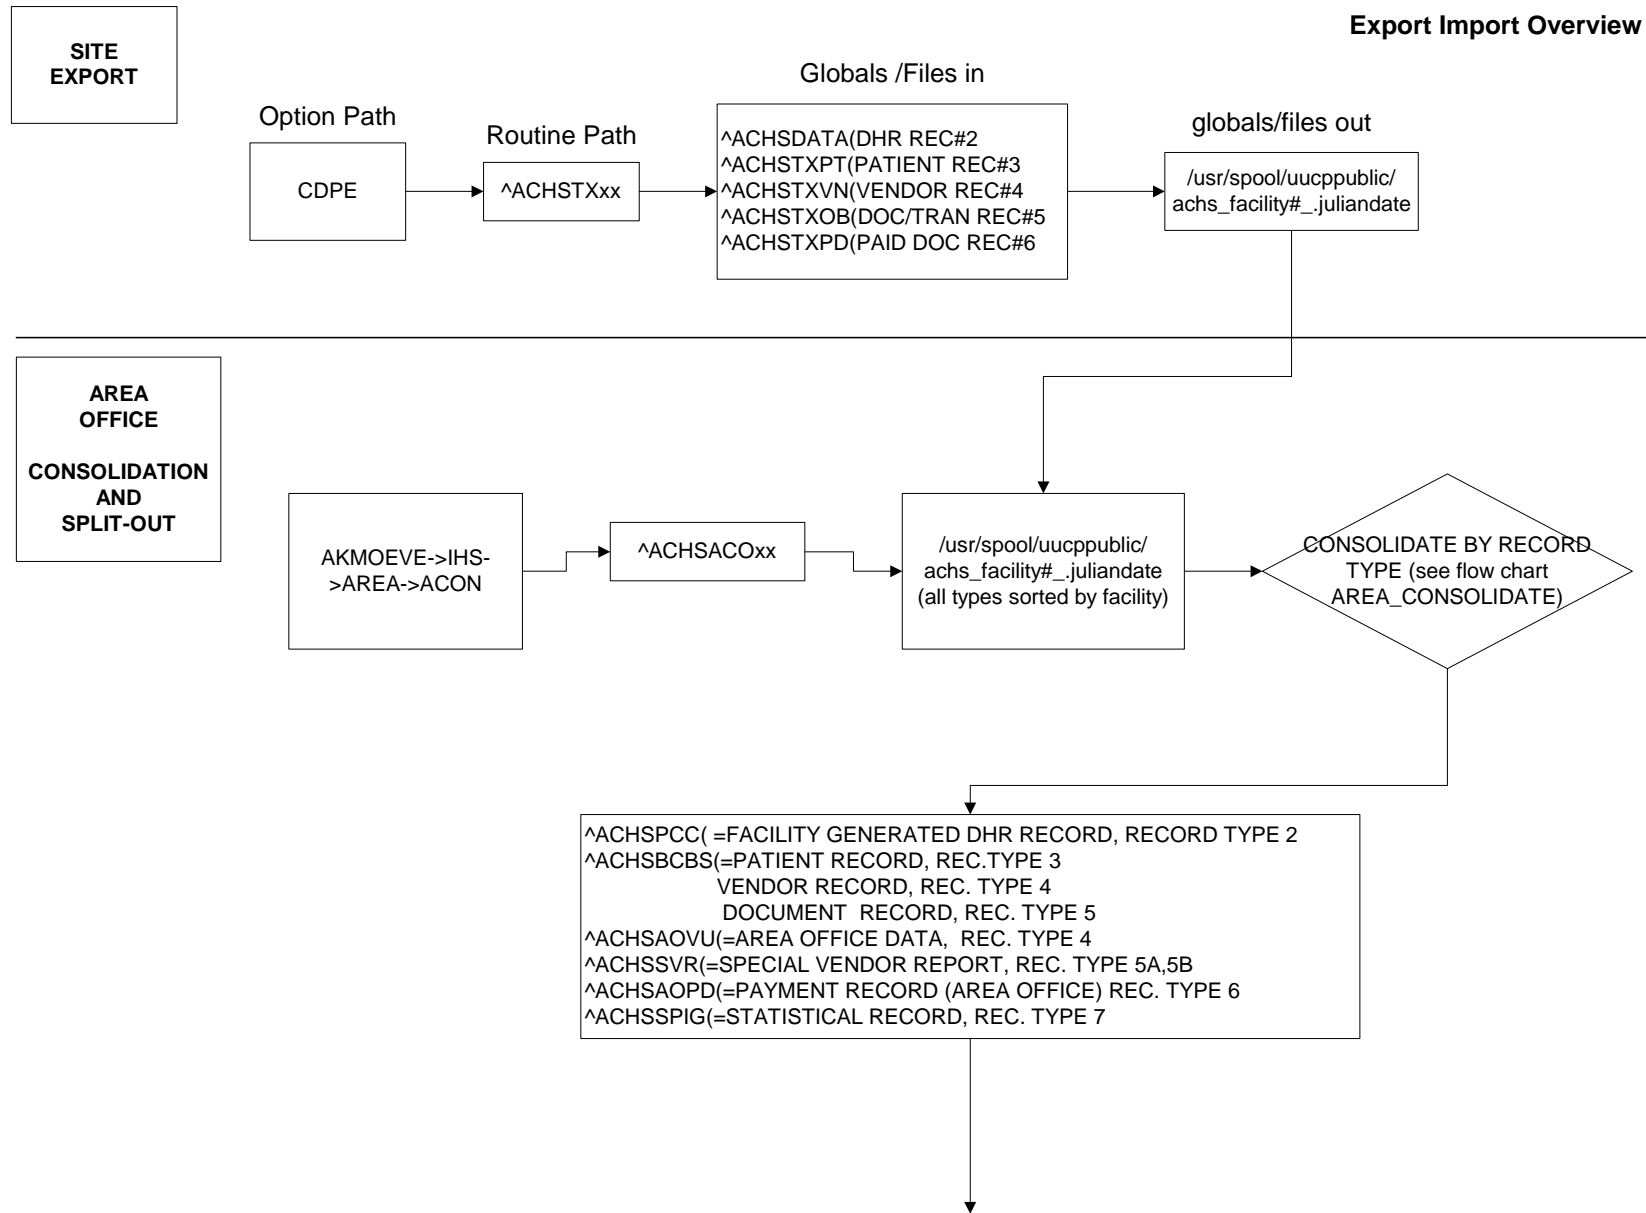 Export Import Overview
SITE
EXPORT
Option Path
Routine Path
Globals /Files in
globals/files out
CDPE
^ACHSTXxx
^ACHSDATA(DHR REC#2
^ACHSTXPT(PATIENT REC#3
^ACHSTXVN(VENDOR REC#4
^ACHSTXOB(DOC/TRAN REC#5
^ACHSTXPD(PAID DOC REC#6
/usr/spool/uucppublic/
achs_facility#_.juliandate
AREA
OFFICE
CONSOLIDATION
AND
SPLIT-OUT
AKMOEVE->IHS-
>AREA->ACON
^ACHSACOxx
/usr/spool/uucppublic/
achs_facility#_.juliandate
(all types sorted by facility)
CONSOLIDATE BY RECORD
TYPE (see flow chart
AREA_CONSOLIDATE)
^ACHSPCC( =FACILITY GENERATED DHR RECORD, RECORD TYPE 2
^ACHSBCBS(=PATIENT RECORD, REC.TYPE 3
VENDOR RECORD, REC. TYPE 4
DOCUMENT  RECORD, REC. TYPE 5
^ACHSAOVU(=AREA OFFICE DATA,  REC. TYPE 4
^ACHSSVR(=SPECIAL VENDOR REPORT, REC. TYPE 5A,5B
^ACHSAOPD(=PAYMENT RECORD (AREA OFFICE) REC. TYPE 6
^ACHSSPIG(=STATISTICAL RECORD, REC. TYPE 7